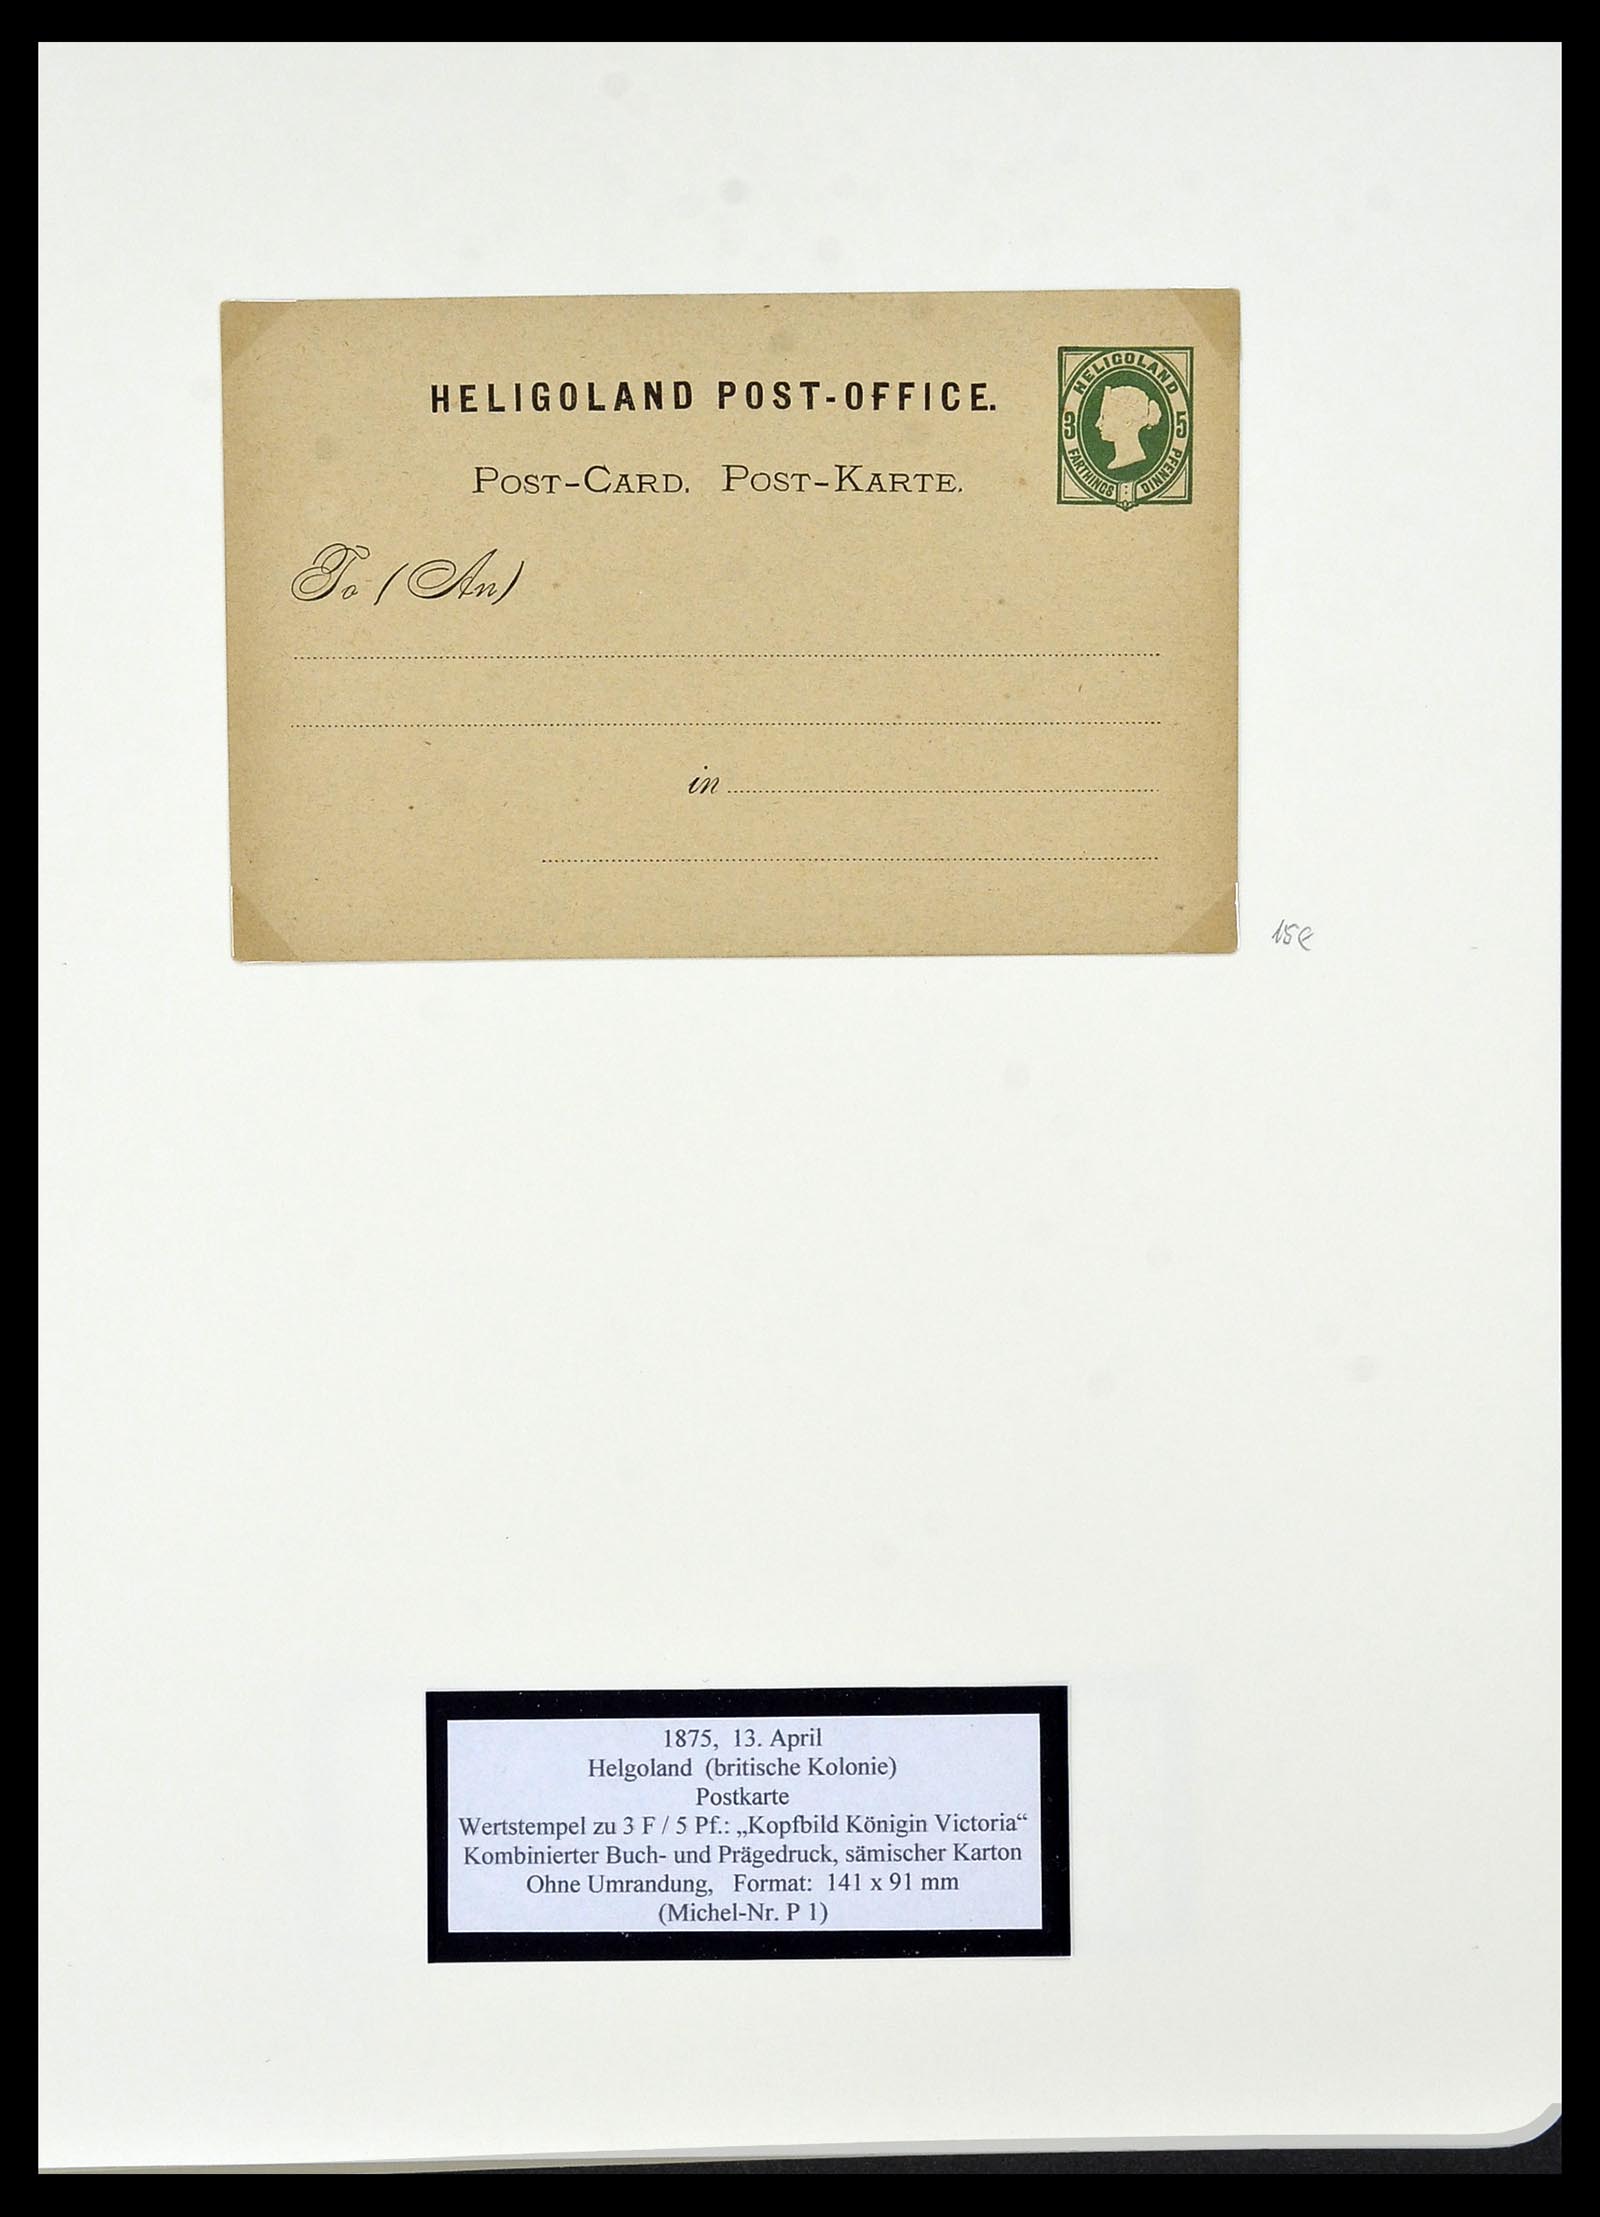 HELIGOLAND POST-OFFICE.
HELIGOLAND
3 5
FARTHINGS PFENNIG
POST-CARD. POST-KARTE.
To (An)
in
15€
1875, 13. April
Helgoland (britische Kolonie)
Postkarte
Wertstempel zu 3 F / 5 Pf.: „Kopfbild Königin Victoria“
Kombinierter Buch- und Prägedruck, sämischer Karton
Ohne Umrandung, Format: 141 x 91 mm
(Michel-Nr. P 1)